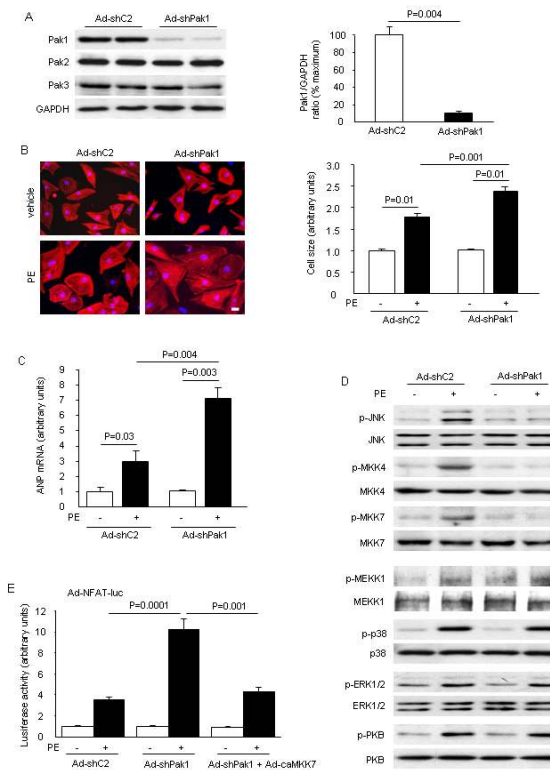 A
Ad-shC2 Ad-shPak1
Pak1
Pak2
Pak3
GAPDH
P=0.004
Pak1/GAPDH
ratio (% maximum)
100
80
60
40
20
0
Ad-shC2 Ad-shPak1
B
Ad-shC2 Ad-shPak1
vehicle
PE
P=0.001
P=0.01
P=0.01
Cell size (arbitrary units)
3.0
2.5
2.0
1.5
1.0
0.5
0
PE - + - +
Ad-shC2 Ad-shPak1
C
P=0.004
P=0.003
P=0.03
ANP mRNA (arbitrary units)
9
8
7
6
5
4
3
2
1
0
PE - + - +
Ad-shC2 Ad-shPak1
D
Ad-shC2 Ad-shPak1
PE - + - +
p-JNK
JNK
p-MKK4
MKK4
p-MKK7
MKK7
p-MEKK1
MEKK1
p-p38
p38
p-ERK1/2
ERK1/2
p-PKB
PKB
E
Ad-NFAT-luc
P=0.0001 P=0.001
Lusiferase activity (arbitrary units)
12
10
8
6
4
2
0
PE - + - + - +
Ad-shC2 Ad-shPak1 Ad-shPak1 + Ad-caMKK7